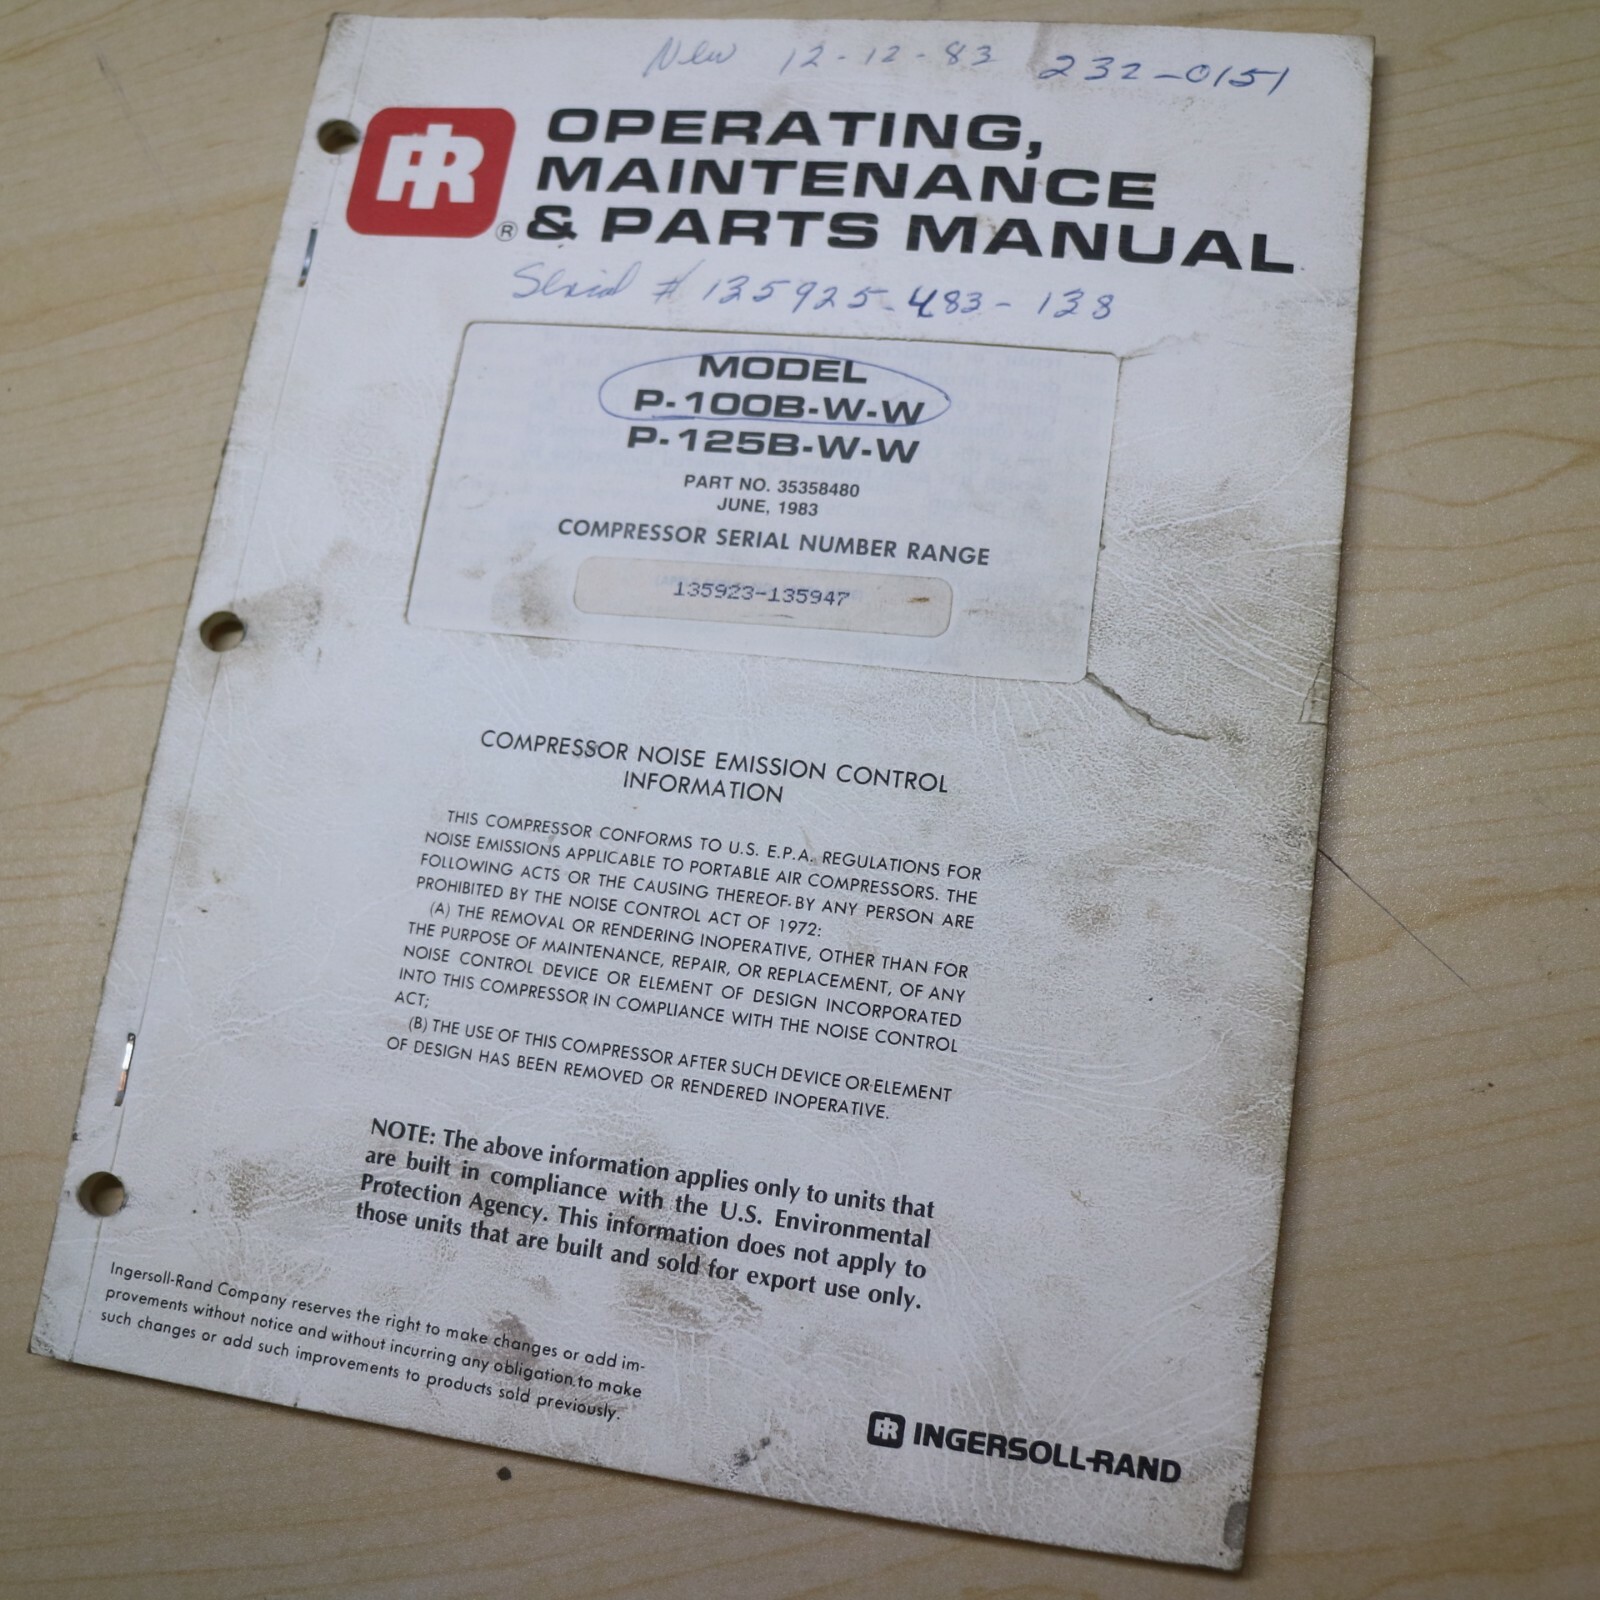 New 12-12-83 232-0151
IR
OPERATING,
MAINTENANCE
® & PARTS MANUAL
Serial # 135925-483-138
MODEL
P-100B-W-W
P-125B-W-W
PART NO. 35358480
JUNE, 1983
COMPRESSOR SERIAL NUMBER RANGE
135923-135947
COMPRESSOR NOISE EMISSION CONTROL
INFORMATION
THIS COMPRESSOR CONFORMS TO U.S. E.P.A. REGULATIONS FOR
NOISE EMISSIONS APPLICABLE TO PORTABLE AIR COMPRESSORS. THE
FOLLOWING ACTS OR THE CAUSING THEREOF BY ANY PERSON ARE
PROHIBITED BY THE NOISE CONTROL ACT OF 1972:
(A) THE REMOVAL OR RENDERING INOPERATIVE, OTHER THAN FOR
THE PURPOSE OF MAINTENANCE, REPAIR, OR REPLACEMENT, OF ANY
NOISE CONTROL DEVICE OR ELEMENT OF DESIGN INCORPORATED
INTO THIS COMPRESSOR IN COMPLIANCE WITH THE NOISE CONTROL
ACT;
(B) THE USE OF THIS COMPRESSOR AFTER SUCH DEVICE OR ELEMENT
OF DESIGN HAS BEEN REMOVED OR RENDERED INOPERATIVE.
NOTE: The above information applies only to units that
are built in compliance with the U.S. Environmental
Protection Agency. This information does not apply to
those units that are built and sold for export use only.
Ingersoll-Rand Company reserves the right to make changes or add im-
provements without notice and without incurring any obligation to make
such changes or add such improvements to products sold previously.
IR INGERSOLL-RAND